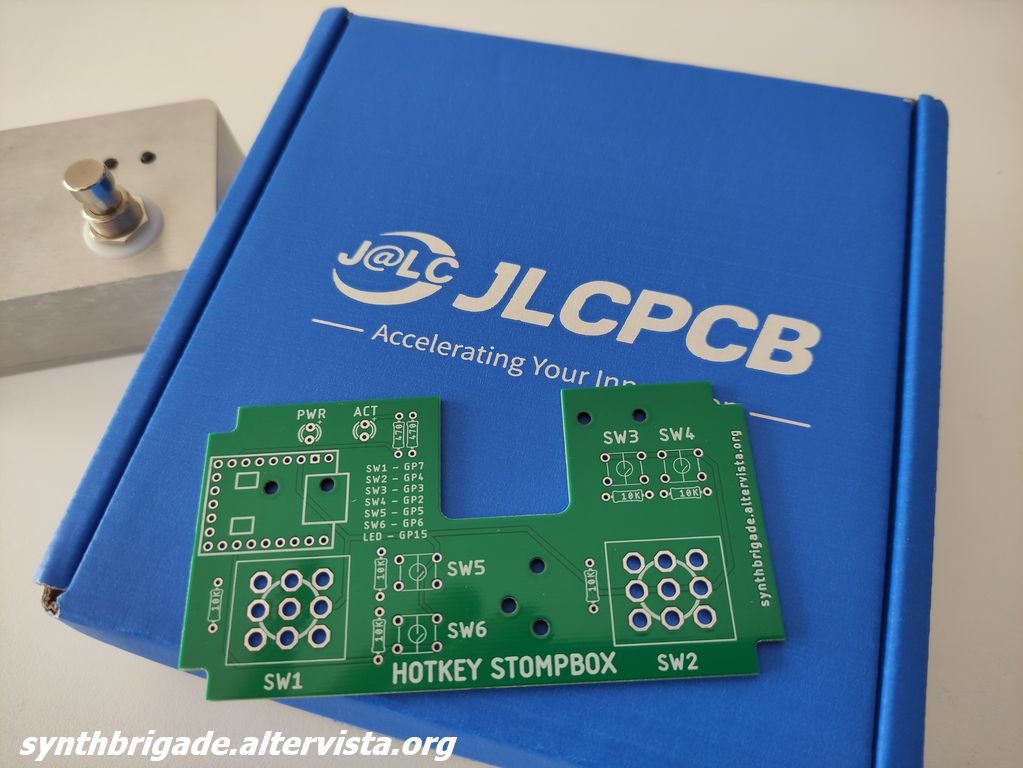 J@LC JLCPCB
Accelerating Your
PWR ACT
470 470
SW1 – GP7
SW2 – GP4
SW3 – GP3
SW4 – GP2
SW5 – GP5
SW6 – GP6
LED – GP15
SW3 SW4
10K 10K
synthbrigade.altervista.org
10K 10K SW5 10K
10K SW6
SW1 HOTKEY STOMPBOX SW2
synthbrigade.altervista.org